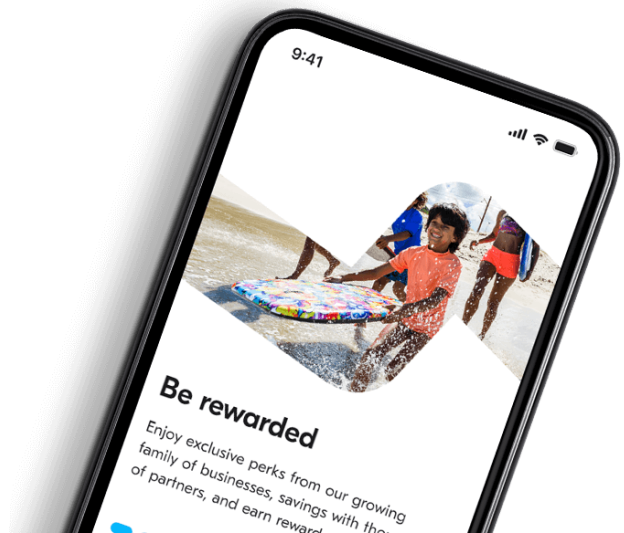 9:41
Be rewarded
Enjoy exclusive perks from our growing
family of businesses, savings with
of partners, and earn